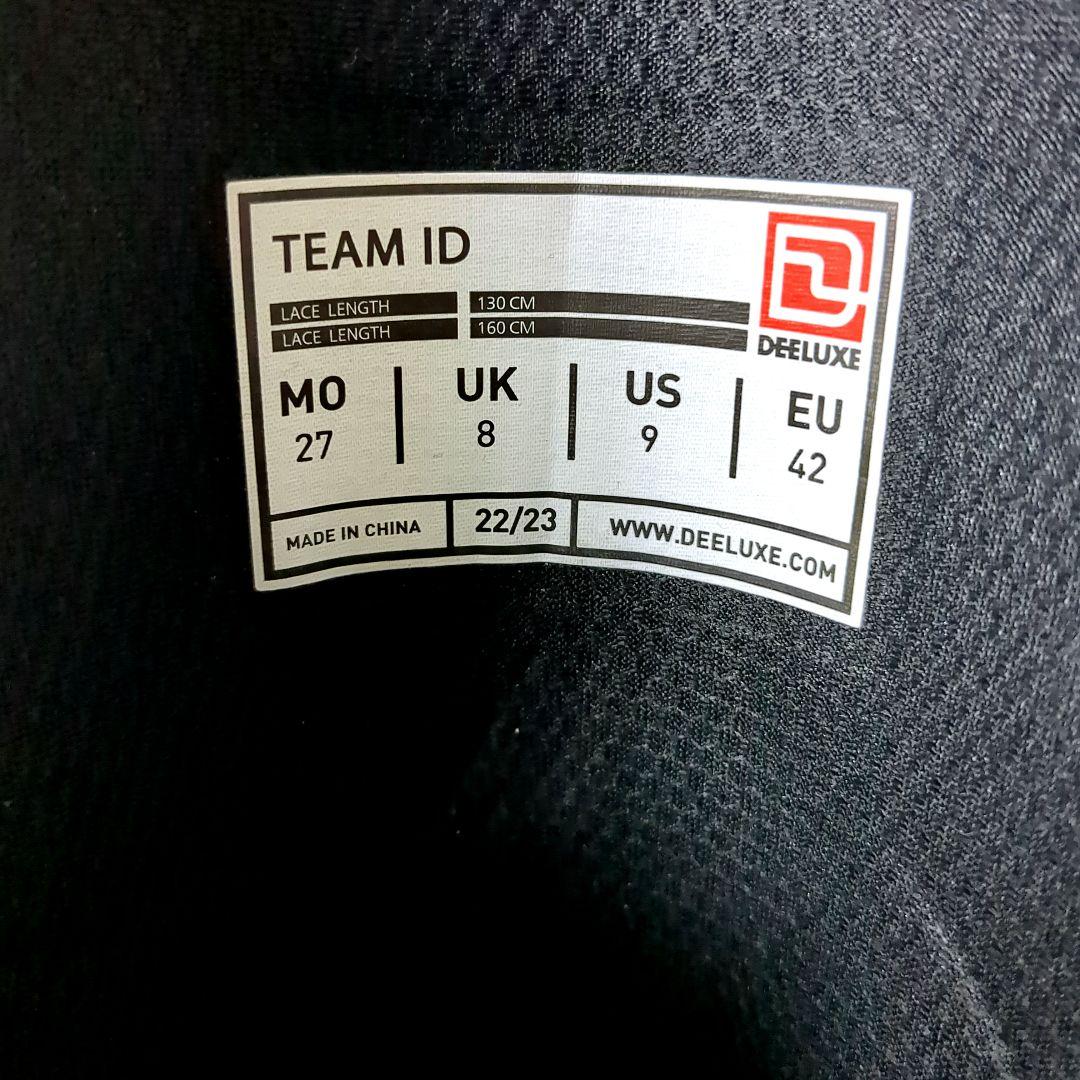 TEAM ID
LACE LENGTH 130 CM
LACE LENGTH 160 CM
DEELUXE
MO UK US EU
27 8 9 42
MADE IN CHINA 22/23 WWW.DEELUXE.COM